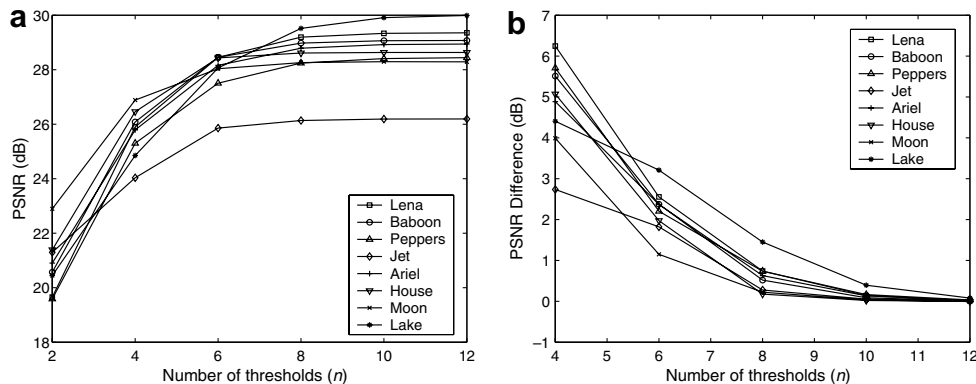 a
30
28
26
24
22
20
18
PSNR (dB)
2
4
6
8
10
12
Number of thresholds (n)
Lena
Baboon
Peppers
Jet
Ariel
House
Moon
Lake
b
7
6
5
4
3
2
1
0
−1
PSNR Difference (dB)
4
5
6
7
8
9
10
11
12
Number of thresholds (n)
Lena
Baboon
Peppers
Jet
Ariel
House
Moon
Lake